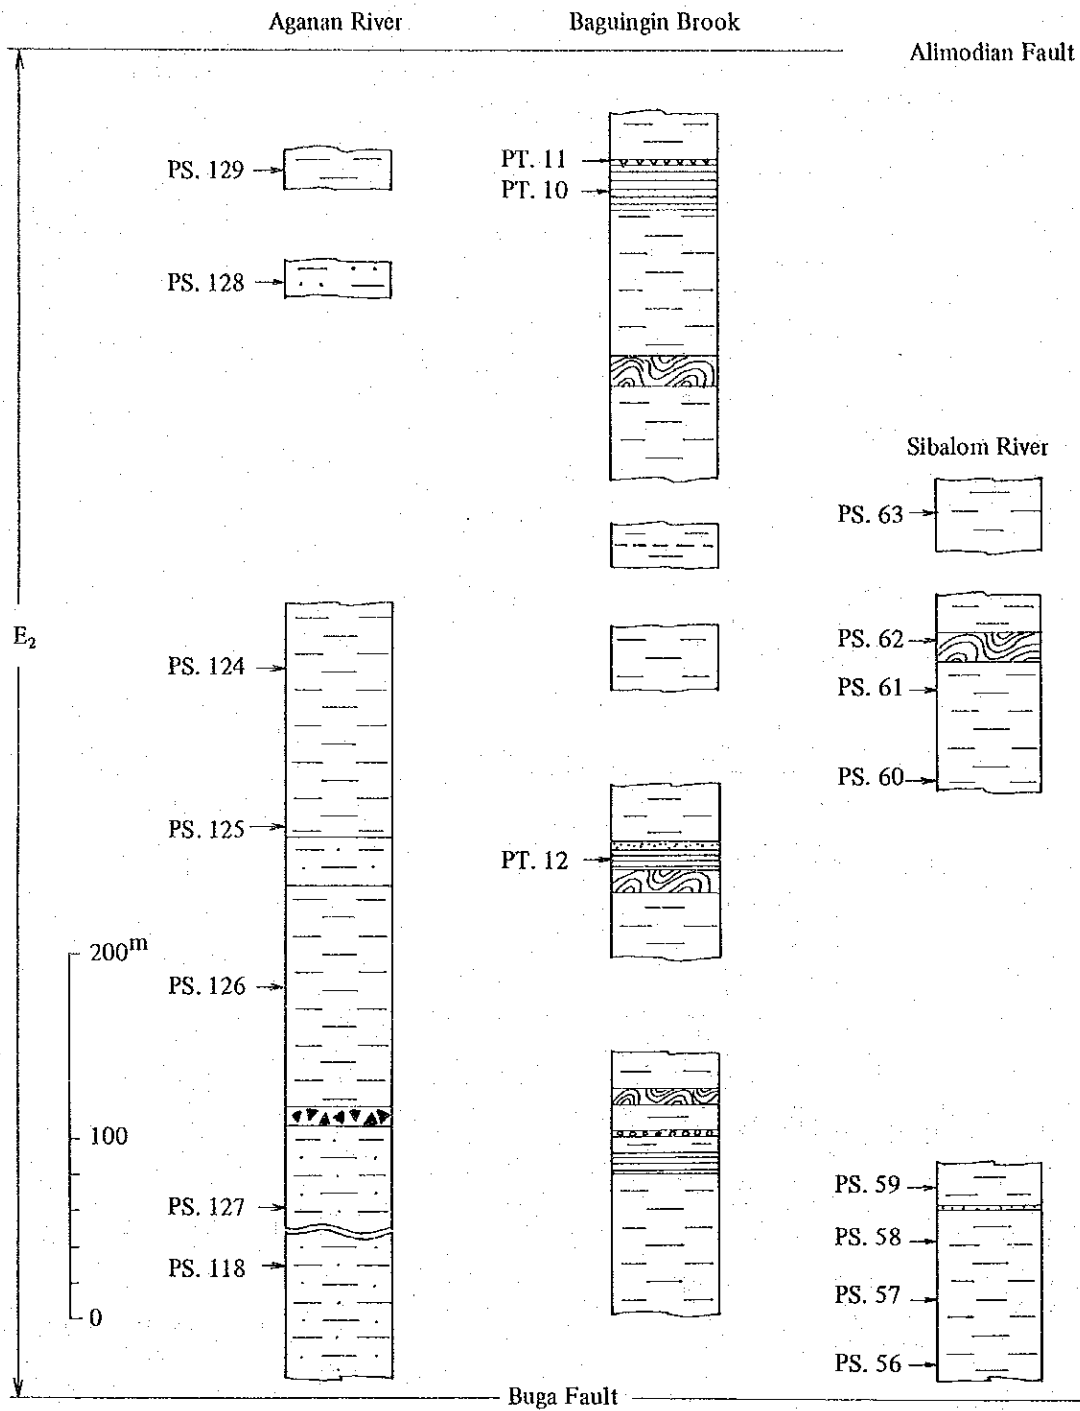 Aganan River
Baguingin Brook
Alimodian Fault
PS. 129
PT. 11
PT. 10
PS. 128
Sibalom River
PS. 63
E₂
PS. 62
PS. 124
PS. 61
PS. 60
PS. 125
PT. 12
200m
PS. 126
100
PS. 59
PS. 127
PS. 58
PS. 118
PS. 57
0
PS. 56
Buga Fault